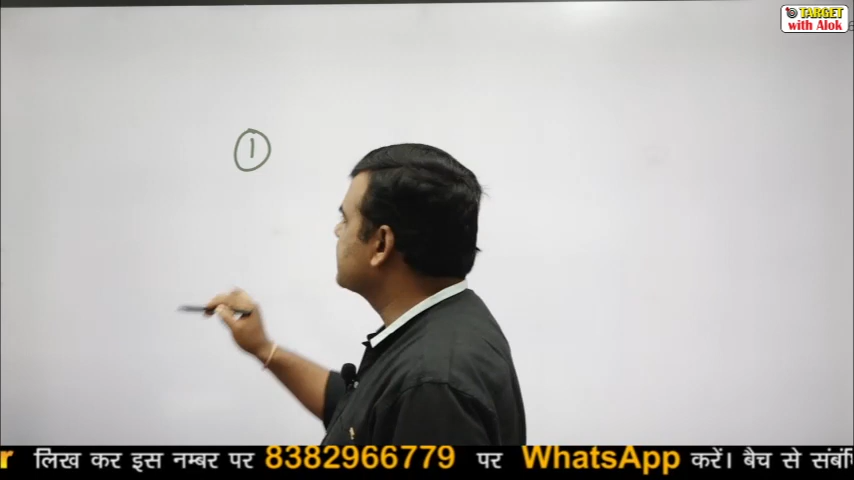 TARGET
with Alok
1
r लिख कर इस नम्बर पर 8382966779 पर WhatsApp करें। बैच से संबंधि